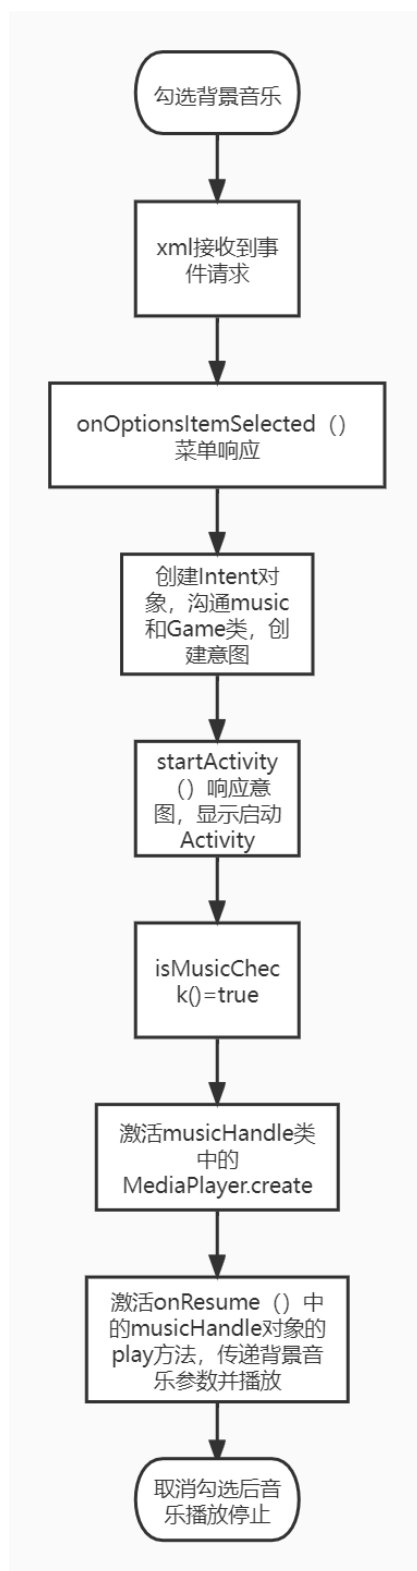 勾选背景音乐
xml接收到事
件请求
onOptionsItemSelected（）
菜单响应
创建Intent对
象，沟通music
和Game类，创
建意图
startActivity
（）响应意
图，显示启动
Activity
isMusicChec
k()=true
激活musicHandle类
中的
MediaPlayer.create
激活onResume（）中
的musicHandle对象的
play方法，传递背景音
乐参数并播放
取消勾选后音
乐播放停止